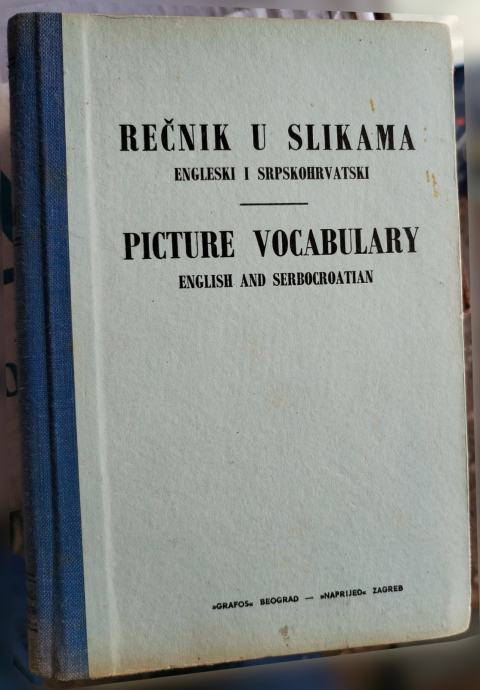 REČNIK U SLIKAMA
ENGLESKI I SRPSKOHRVATSKI
PICTURE VOCABULARY
ENGLISH AND SERBOCROATIAN
»GRAFOS« BEOGRAD — »NAPRIJED« ZAGREB